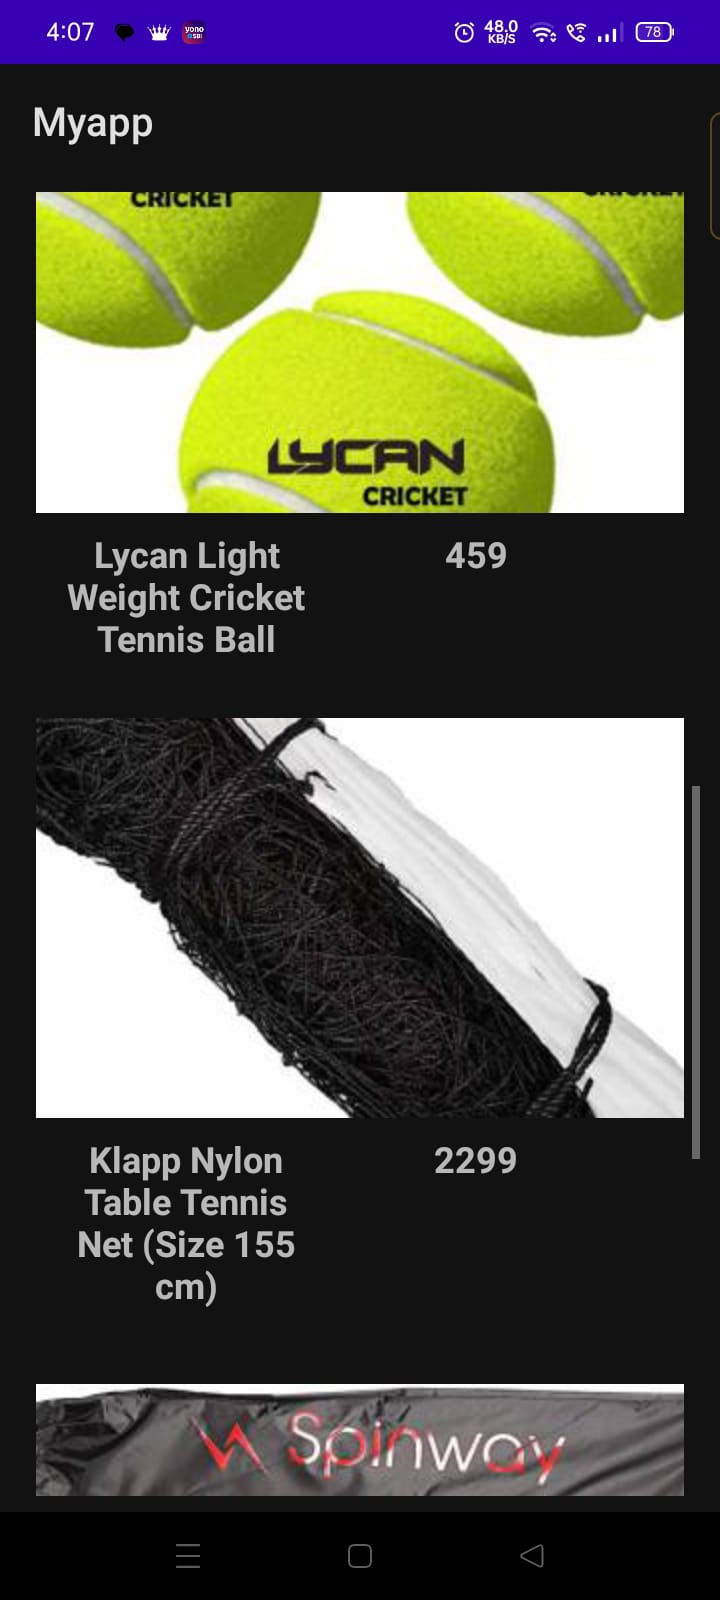 4:07
yono
SBI
48.0
KB/S
78
Myapp
CRICKET
CRICKET
LYCAN
CRICKET
Lycan Light
Weight Cricket
Tennis Ball
459
Klapp Nylon
Table Tennis
Net (Size 155
cm)
2299
Spinway